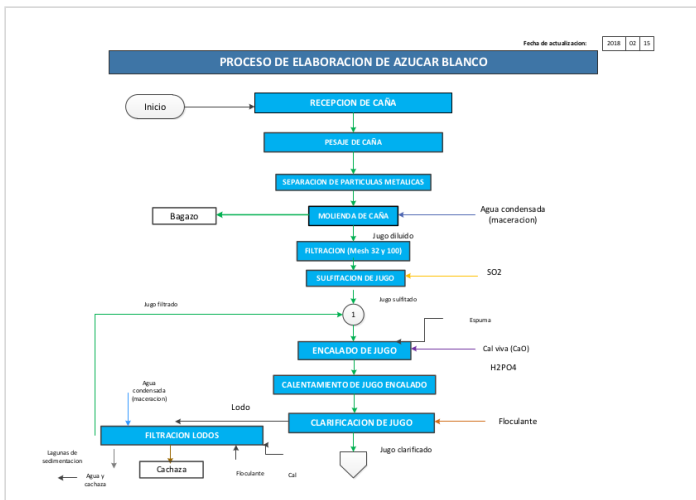 Fecha de actualizacion: 2018 02 15
PROCESO DE ELABORACION DE AZUCAR BLANCO
Inicio
RECEPCION DE CAÑA
PESAJE DE CAÑA
SEPARACION DE PARTICULAS METALICAS
Bagazo
MOLIENDA DE CAÑA
Agua condensada
(maceracion)
Jugo diluido
FILTRACION (Mesh 32 y 100)
SULFITACION DE JUGO
SO2
Jugo filtrado
Jugo sulfitado
1
Espuma
ENCALADO DE JUGO
Cal viva (CaO)
H2PO4
CALENTAMIENTO DE JUGO ENCALADO
Agua
condensada
(maceracion)
Lodo
CLARIFICACION DE JUGO
Floculante
FILTRACION LODOS
Jugo clarificado
Lagunas de
sedimentacion
Agua y
cachaza
Cachaza
Floculante
Cal